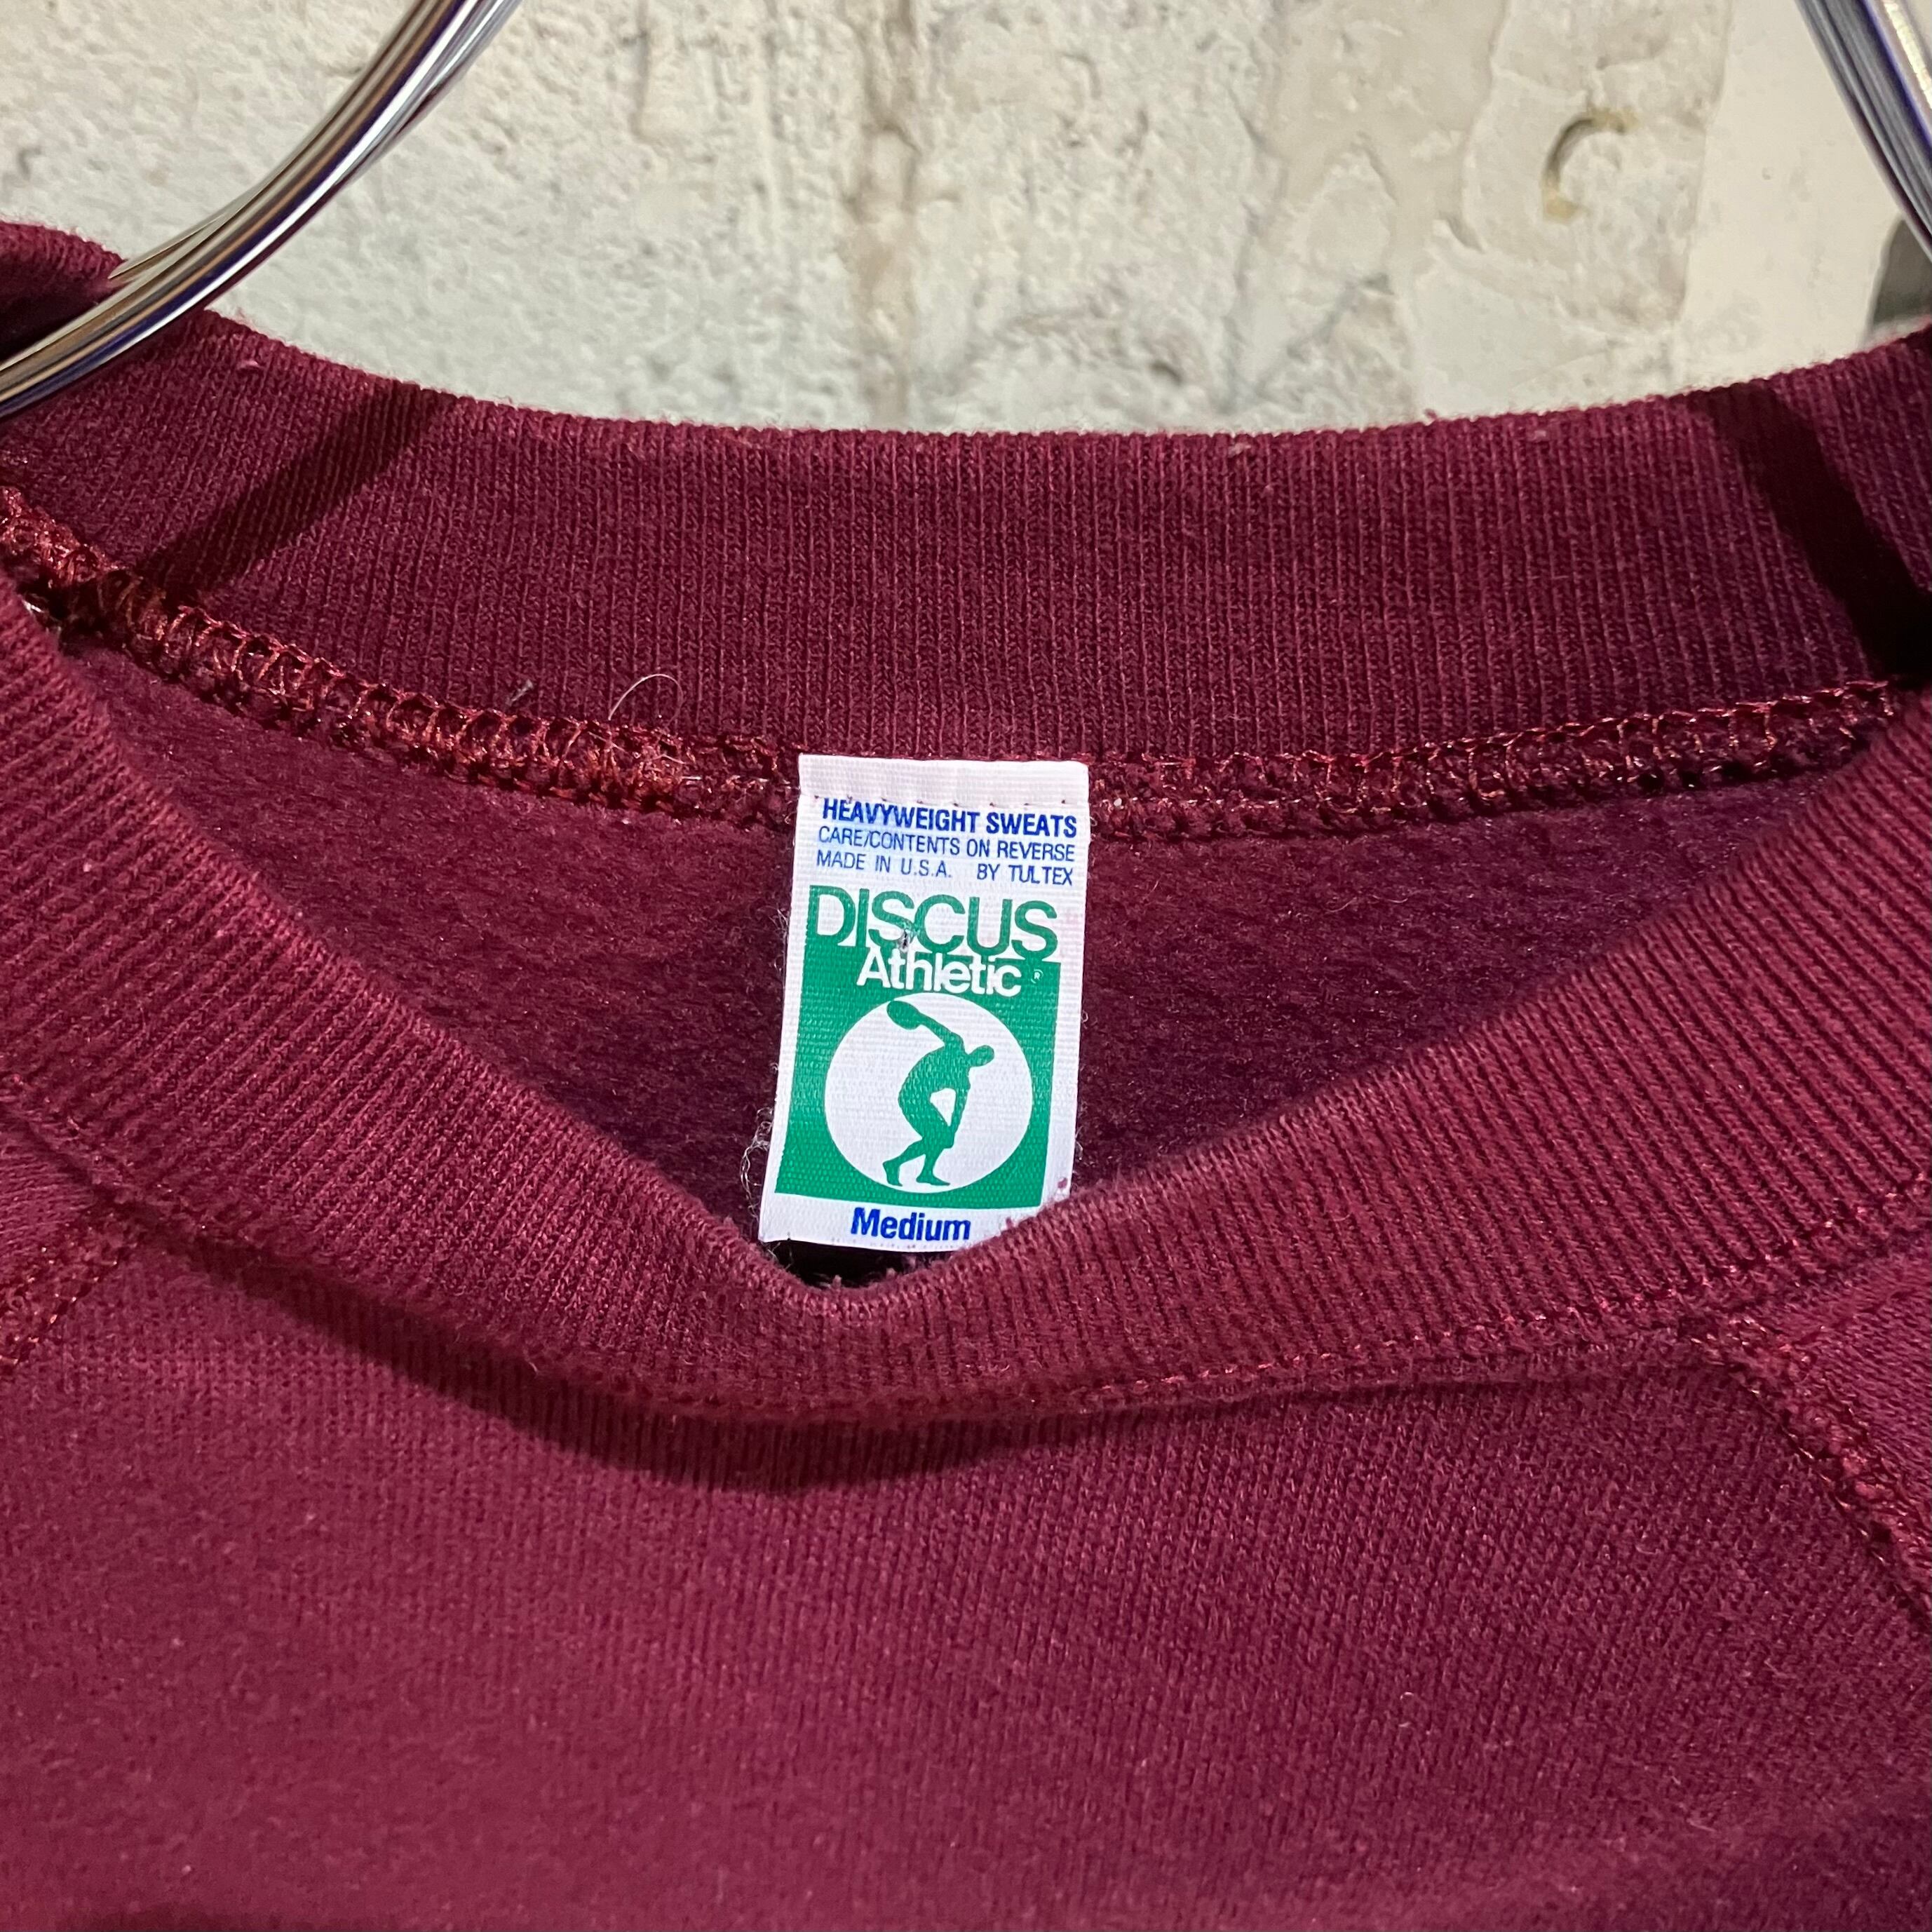 HEAVYWEIGHT SWEATS
CARE/CONTENTS ON REVERSE
MADE IN U.S.A. BY TULTEX
DISCUS
Athletic ®
Medium